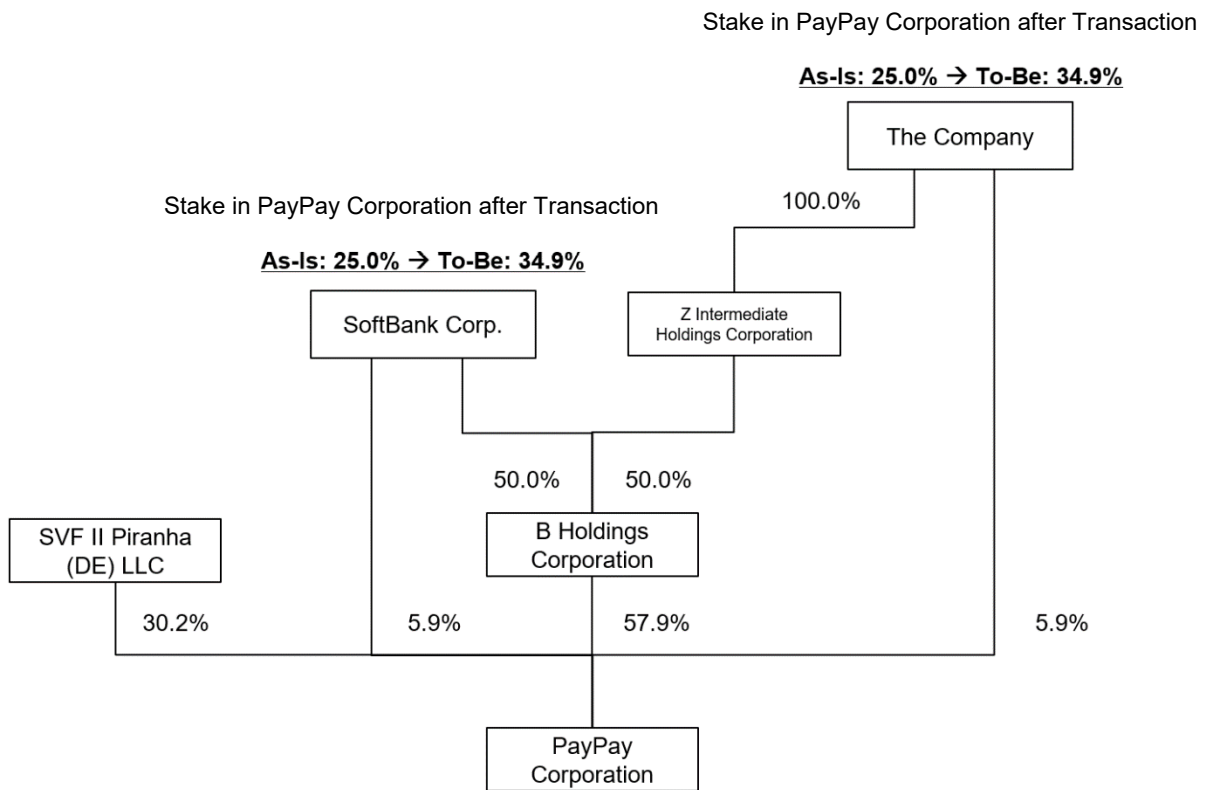 Stake in PayPay Corporation after Transaction
As-Is: 25.0% → To-Be: 34.9%
The Company
100.0%
Stake in PayPay Corporation after Transaction
As-Is: 25.0% → To-Be: 34.9%
SoftBank Corp.
Z Intermediate
Holdings Corporation
50.0%
50.0%
SVF II Piranha
(DE) LLC
B Holdings
Corporation
30.2%
5.9%
57.9%
5.9%
PayPay
Corporation